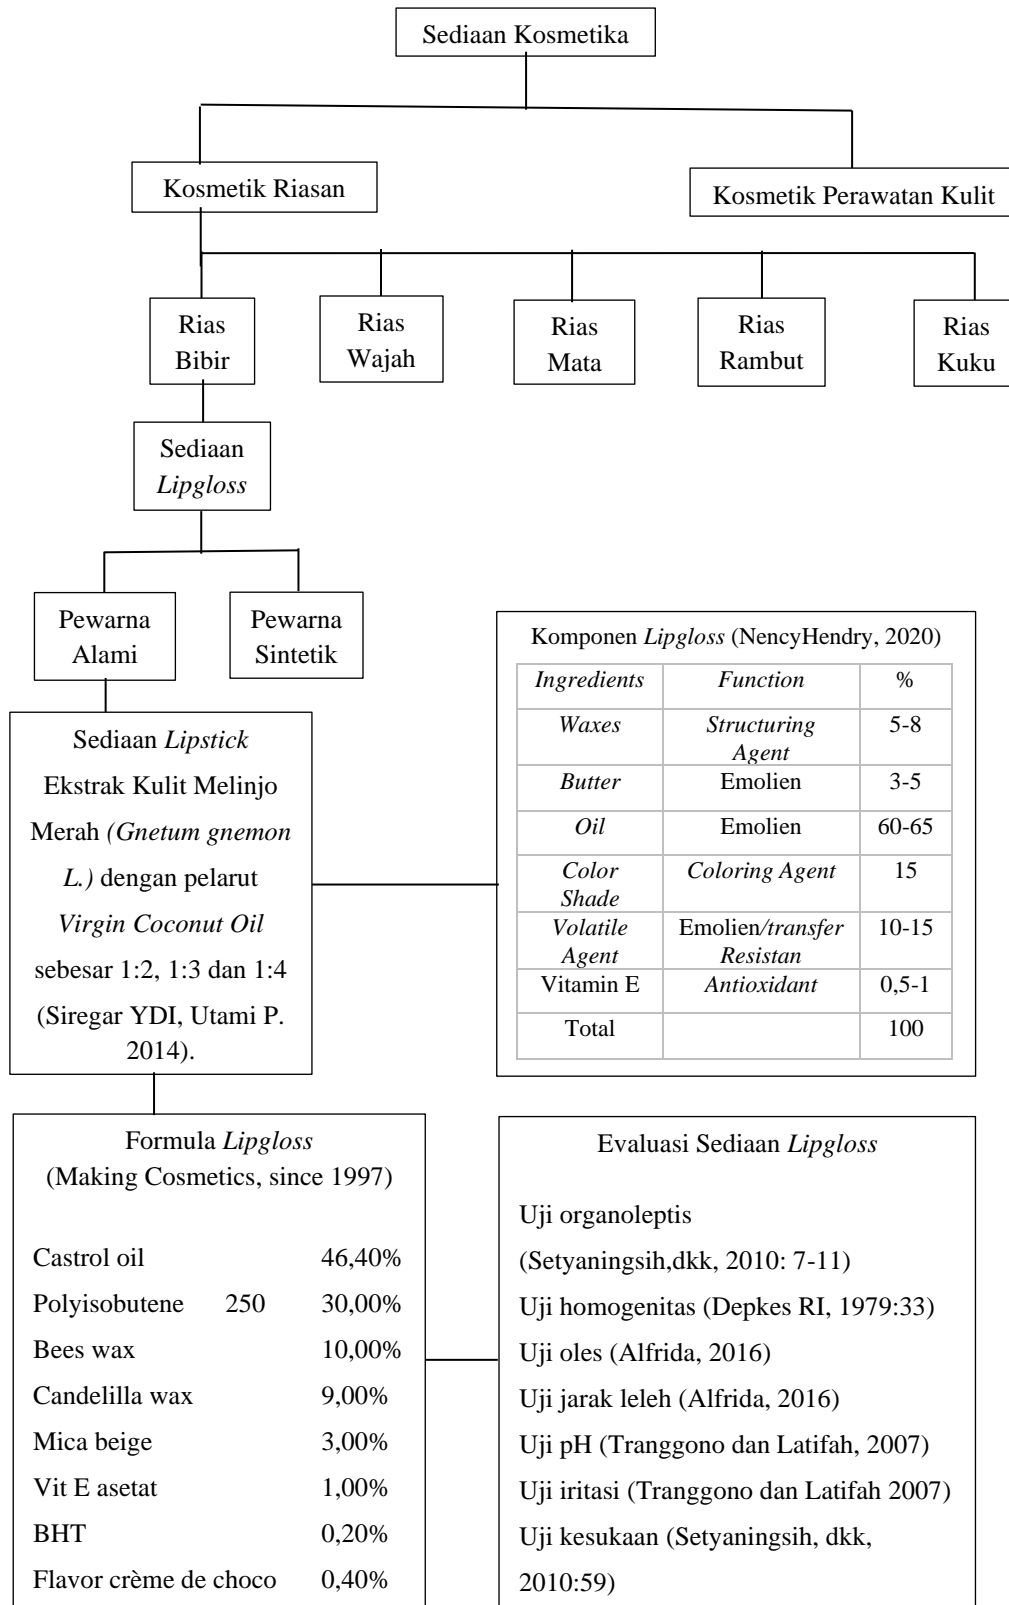 Sediaan Kosmetika
Kosmetik Riasan
Kosmetik Perawatan Kulit
Rias
Bibir
Rias
Wajah
Rias
Mata
Rias
Rambut
Rias
Kuku
Sediaan
Lipgloss
Pewarna
Alami
Pewarna
Sintetik
Sediaan Lipstick
Ekstrak Kulit Melinjo
Merah (Gnetum gnemon
L.) dengan pelarut
Virgin Coconut Oil
sebesar 1:2, 1:3 dan 1:4
(Siregar YDI, Utami P.
2014).
Komponen Lipgloss (NencyHendry, 2020)
Ingredients Function %
Waxes Structuring Agent 5-8
Butter Emolien 3-5
Oil Emolien 60-65
Color Shade Coloring Agent 15
Volatile Agent Emolien/transfer Resistan 10-15
Vitamin E Antioxidant 0,5-1
Total 100
Formula Lipgloss
(Making Cosmetics, since 1997)
Castrol oil 46,40%
Polyisobutene 250 30,00%
Bees wax 10,00%
Candelilla wax 9,00%
Mica beige 3,00%
Vit E asetat 1,00%
BHT 0,20%
Flavor crème de choco 0,40%
Evaluasi Sediaan Lipgloss
Uji organoleptis
(Setyaningsih,dkk, 2010: 7-11)
Uji homogenitas (Depkes RI, 1979:33)
Uji oles (Alfrida, 2016)
Uji jarak leleh (Alfrida, 2016)
Uji pH (Tranggono dan Latifah, 2007)
Uji iritasi (Tranggono dan Latifah 2007)
Uji kesukaan (Setyaningsih, dkk,
2010:59)